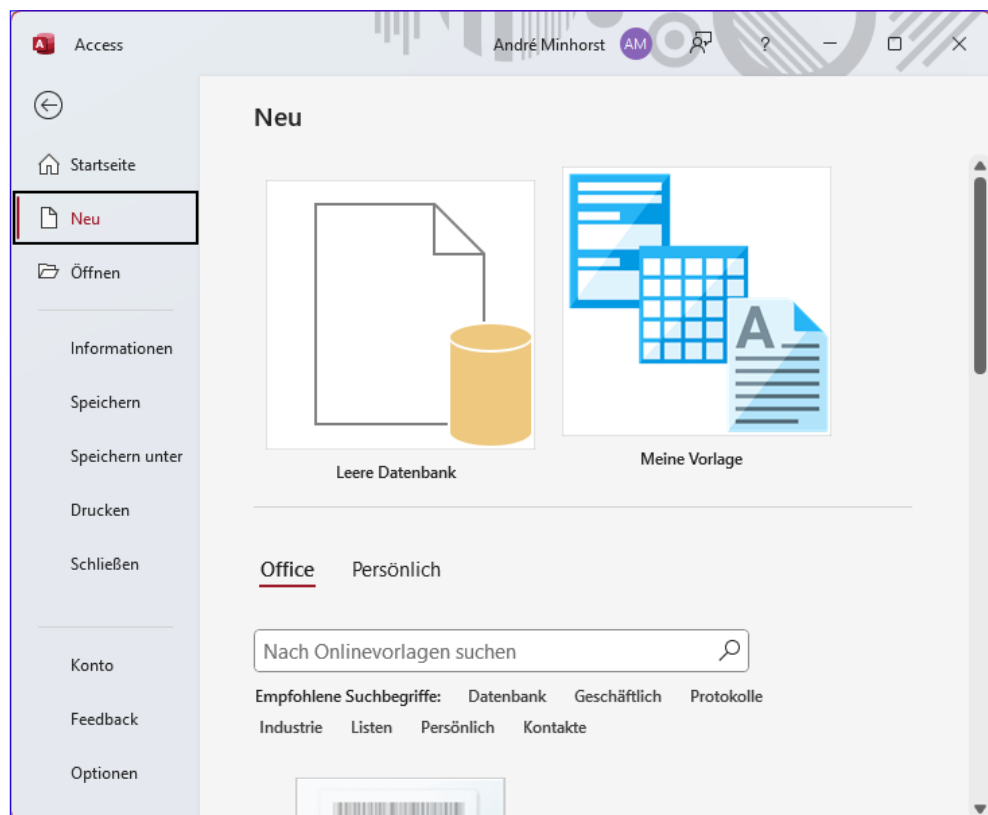 Access
André Minhorst AM ?
Neu
Startseite
Neu
Öffnen
Informationen
Speichern
Speichern unter
Drucken
Schließen
Konto
Feedback
Optionen
A
Leere Datenbank
Meine Vorlage
Office Persönlich
Nach Onlinevorlagen suchen
Empfohlene Suchbegriffe: Datenbank Geschäftlich Protokolle
Industrie Listen Persönlich Kontakte